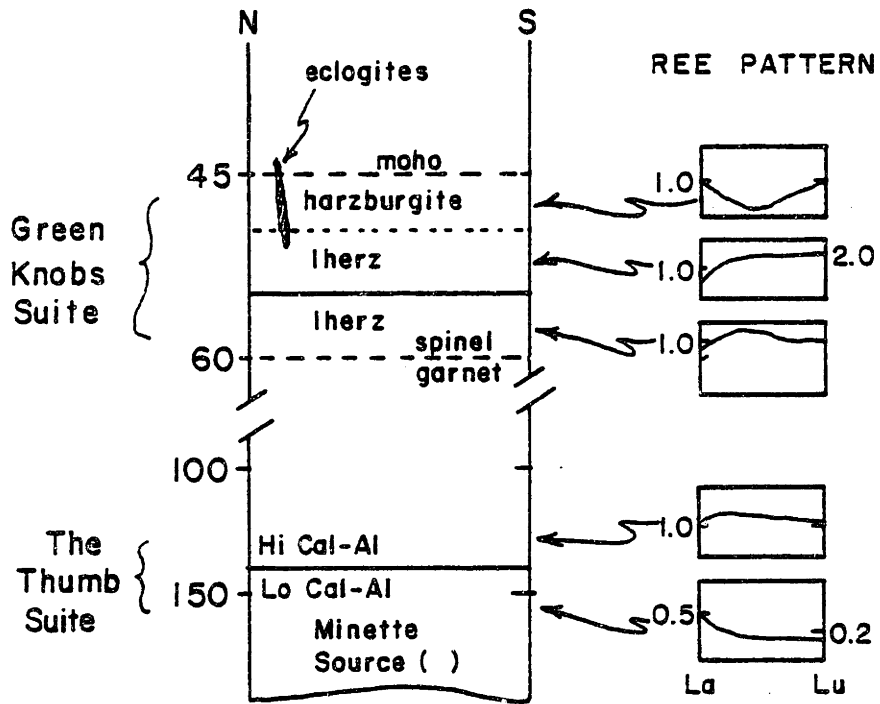 N
S
eclogites
REE PATTERN
45
moho
harzburgite
1.0
Green
Knobs
Suite
lherz
1.0
2.0
lherz
1.0
spinel
60
garnet
100
1.0
The
Thumb
Suite
Hi Cal-Al
150
Lo Cal-Al
0.5
0.2
Minette
Source ( )
La
Lu